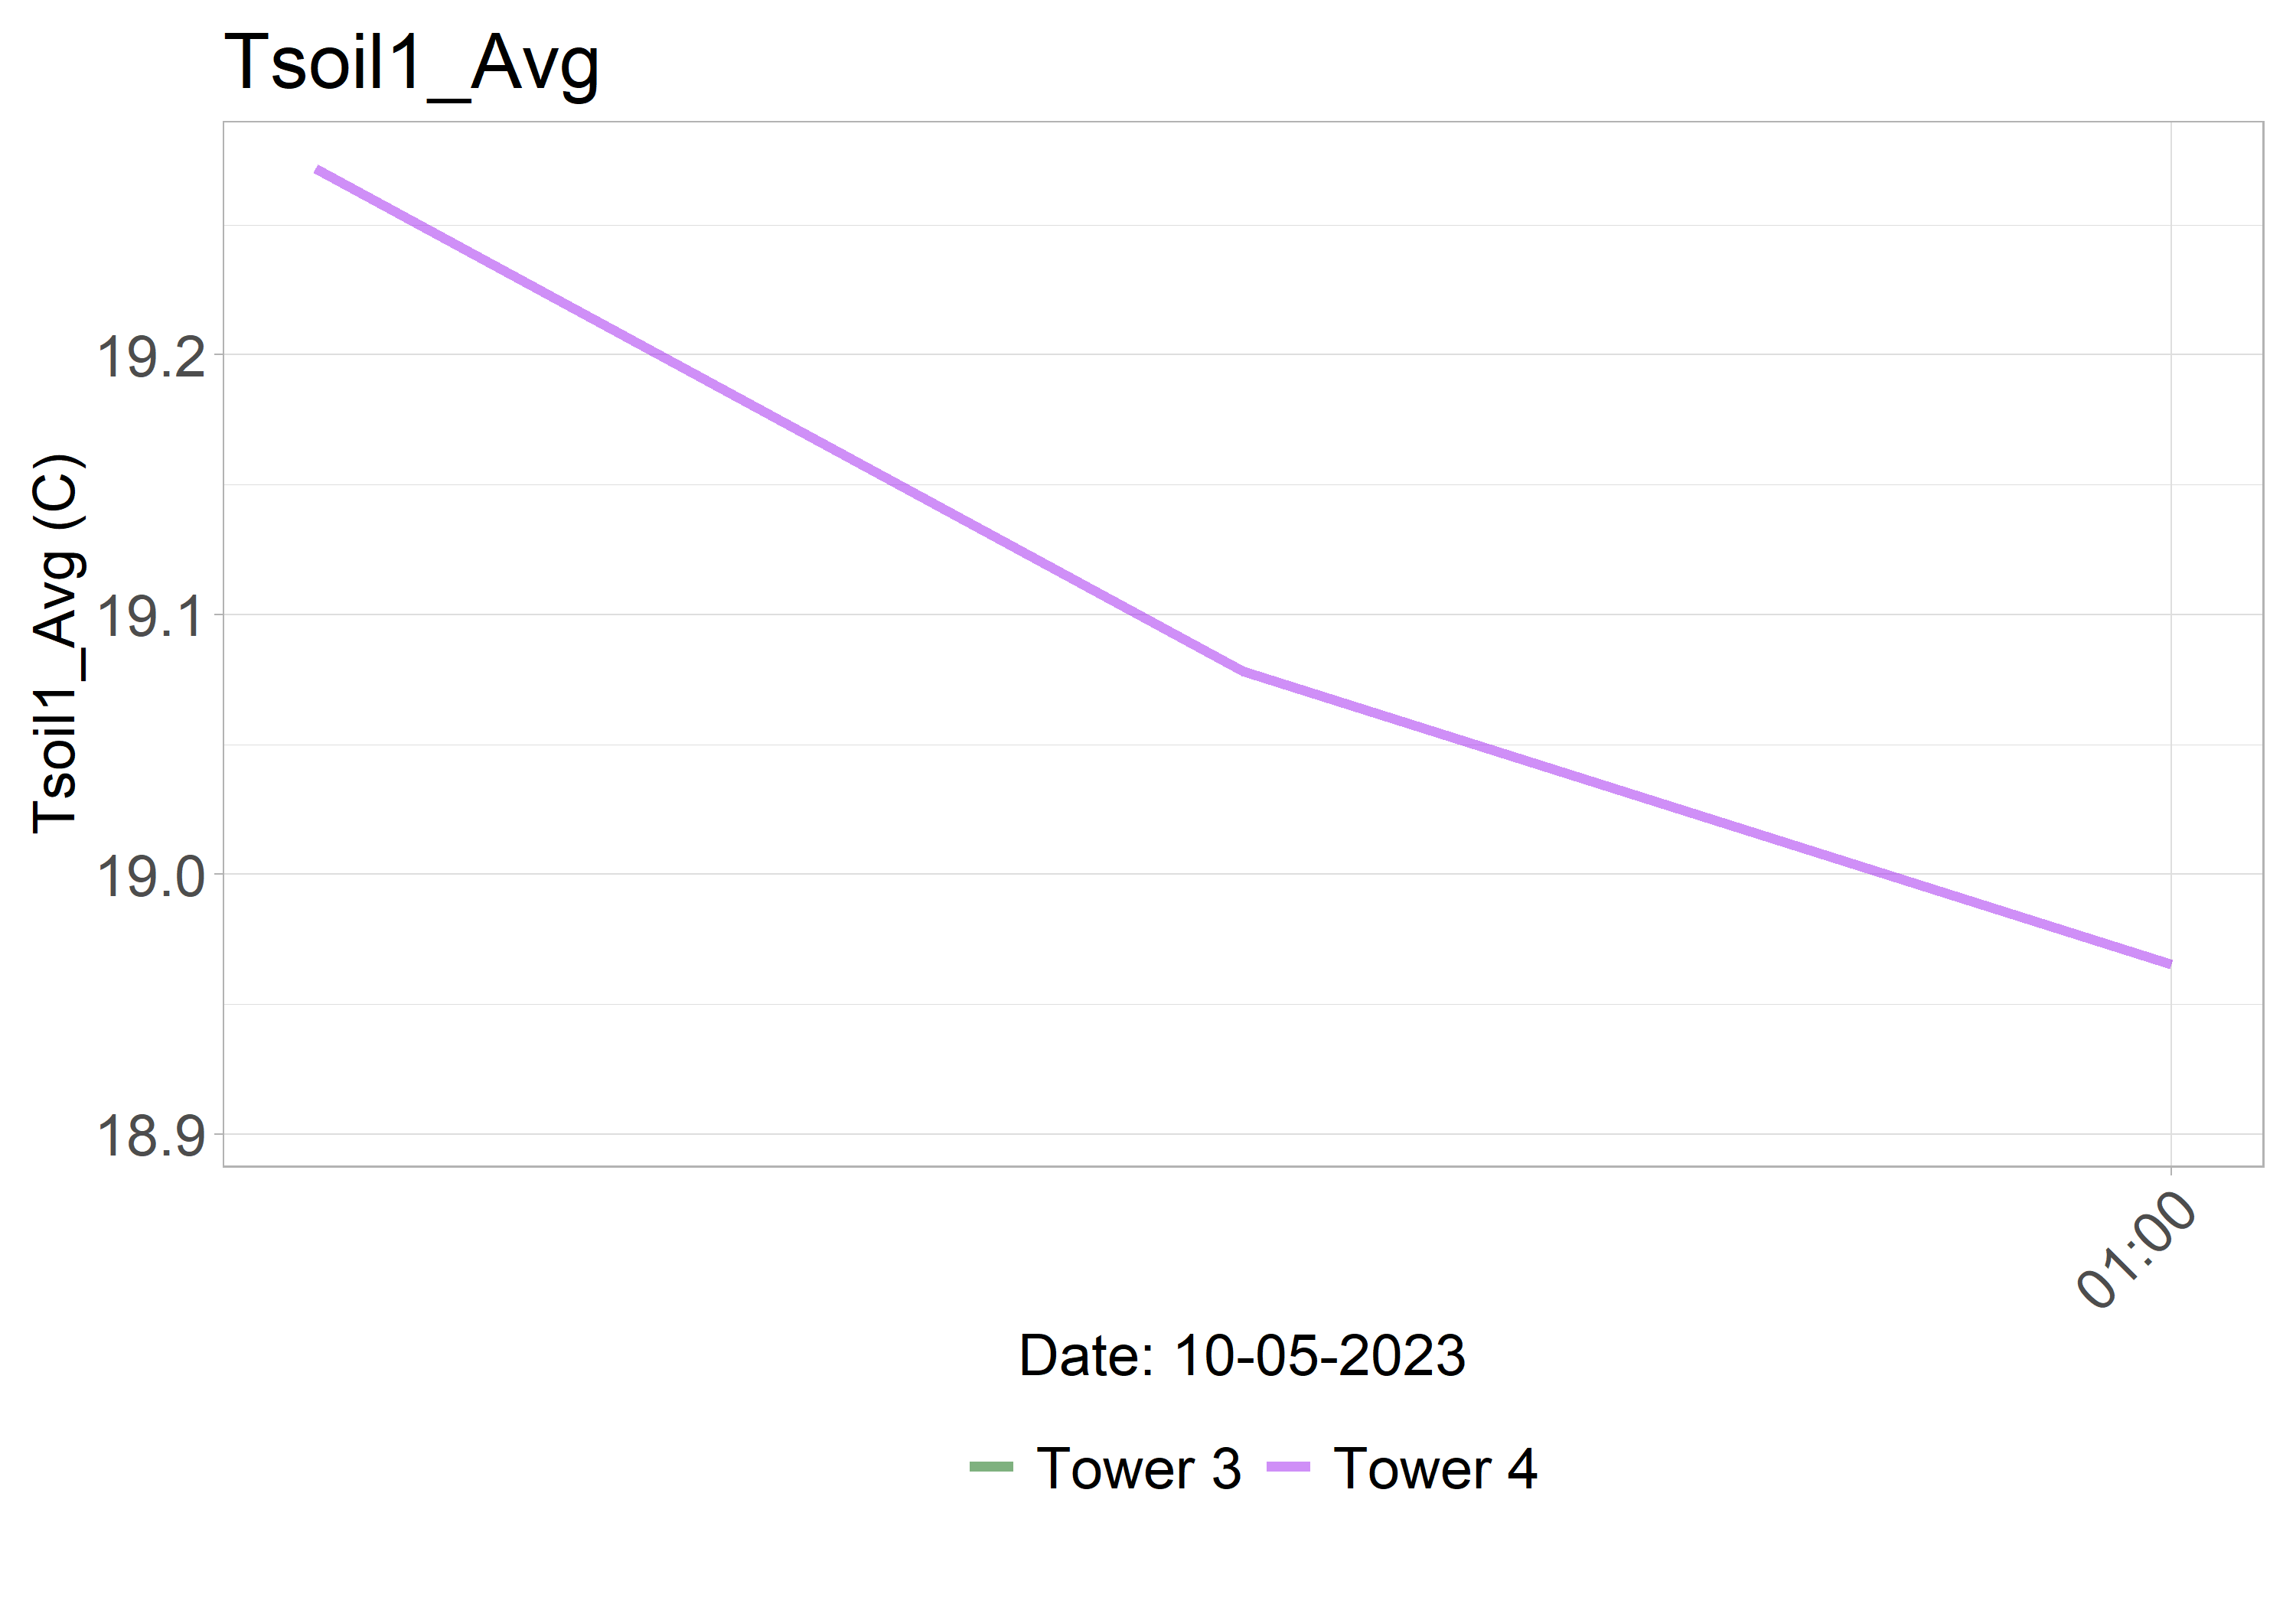 Tsoil1_Avg
Tsoil1_Avg (C)
19.2
19.1
19.0
18.9
01:00
Date: 10-05-2023
Tower 3 Tower 4